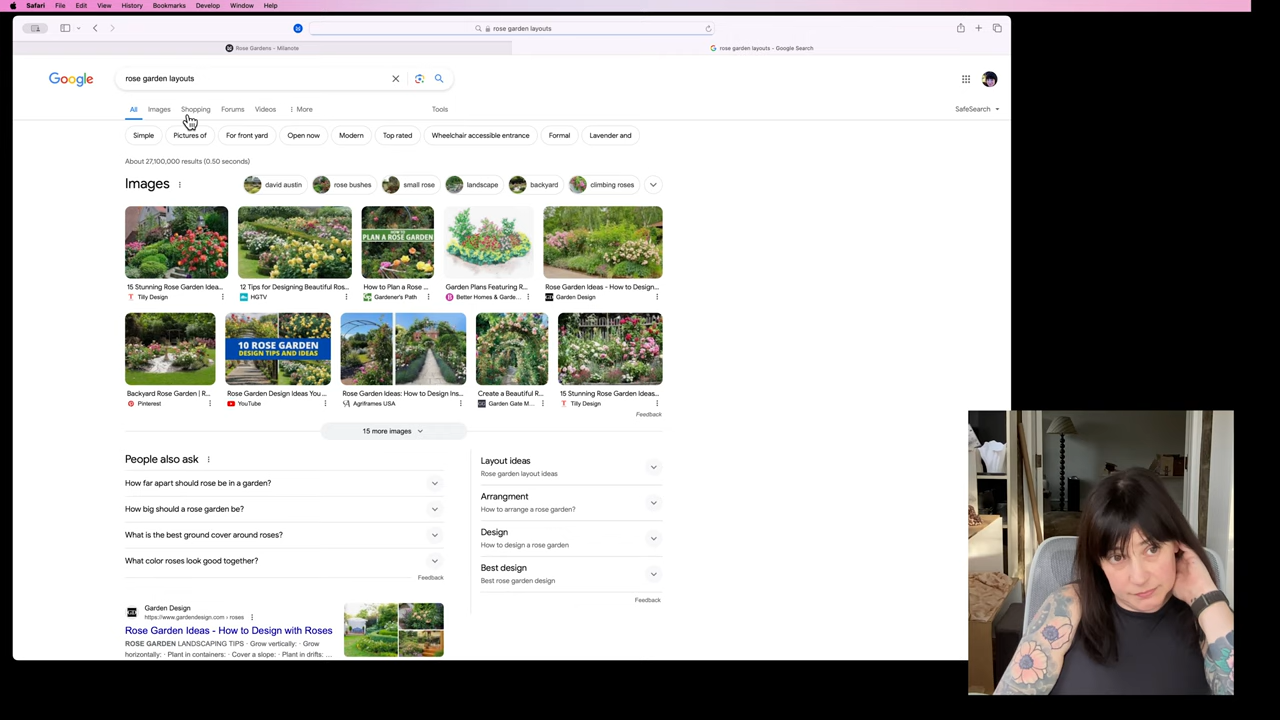 Safari File Edit View History Bookmarks Develop Window Help
rose garden layouts
Rose Gardens - Milanote
rose garden layouts - Google Search
Google
rose garden layouts
All Images Shopping Forums Videos More Tools SafeSearch
Simple Pictures of For front yard Open now Modern Top rated Wheelchair accessible entrance Formal Lavender and
About 27,100,000 results (0.50 seconds)
Images
david austin rose bushes small rose landscape backyard climbing roses
HOW TO
PLAN A ROSE GARDEN
15 Stunning Rose Garden Idea... 12 Tips for Designing Beautiful Ros... How to Plan a Rose ... Garden Plans Featuring R... Rose Garden Ideas - How to Design...
Tilly Design HGTV Gardener's Path Better Homes & Garde... Garden Design
10 ROSE GARDEN
DESIGN TIPS AND IDEAS
Backyard Rose Garden | R... Rose Garden Design Ideas You ... Rose Garden Ideas: How to Design Ins... Create a Beautiful R... 15 Stunning Rose Garden Ideas...
Pinterest YouTube Agriframes USA Garden Gate M... Tilly Design
Feedback
15 more images
People also ask
How far apart should rose be in a garden?
How big should a rose garden be?
What is the best ground cover around roses?
What color roses look good together?
Feedback
Layout ideas
Rose garden layout ideas
Arrangment
How to arrange a rose garden?
Design
How to design a rose garden
Best design
Best rose garden design
Feedback
Garden Design
https://www.gardendesign.com › roses
Rose Garden Ideas - How to Design with Roses
ROSE GARDEN LANDSCAPING TIPS · Grow vertically: · Grow
horizontally: · Plant in containers: · Cover a slope: · Plant in drifts: ...